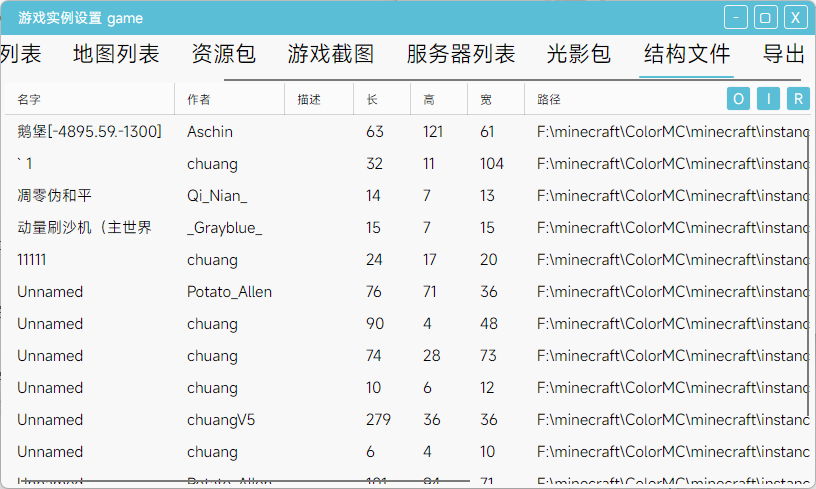 游戏实例设置 game - ▢ X
列表 地图列表 资源包 游戏截图 服务器列表 光影包 结构文件 导出
名字 作者 描述 长 高 宽 路径 O I R
鹅堡[-4895.59.-1300] Aschin 63 121 61 F:\minecraft\ColorMC\minecraft\instanc
` 1 chuang 32 11 104 F:\minecraft\ColorMC\minecraft\instanc
凋零伪和平 Qi_Nian_ 14 7 13 F:\minecraft\ColorMC\minecraft\instanc
动量刷沙机（主世界 _Grayblue_ 15 7 15 F:\minecraft\ColorMC\minecraft\instanc
11111 chuang 24 17 20 F:\minecraft\ColorMC\minecraft\instanc
Unnamed Potato_Allen 76 71 36 F:\minecraft\ColorMC\minecraft\instanc
Unnamed chuang 90 4 48 F:\minecraft\ColorMC\minecraft\instanc
Unnamed chuang 74 28 73 F:\minecraft\ColorMC\minecraft\instanc
Unnamed chuang 10 6 12 F:\minecraft\ColorMC\minecraft\instanc
Unnamed chuangV5 279 36 36 F:\minecraft\ColorMC\minecraft\instanc
Unnamed chuang 6 4 10 F:\minecraft\ColorMC\minecraft\instanc
Unnamed Potato_Allen 101 94 71 F:\minecraft\ColorMC\minecraft\instanc